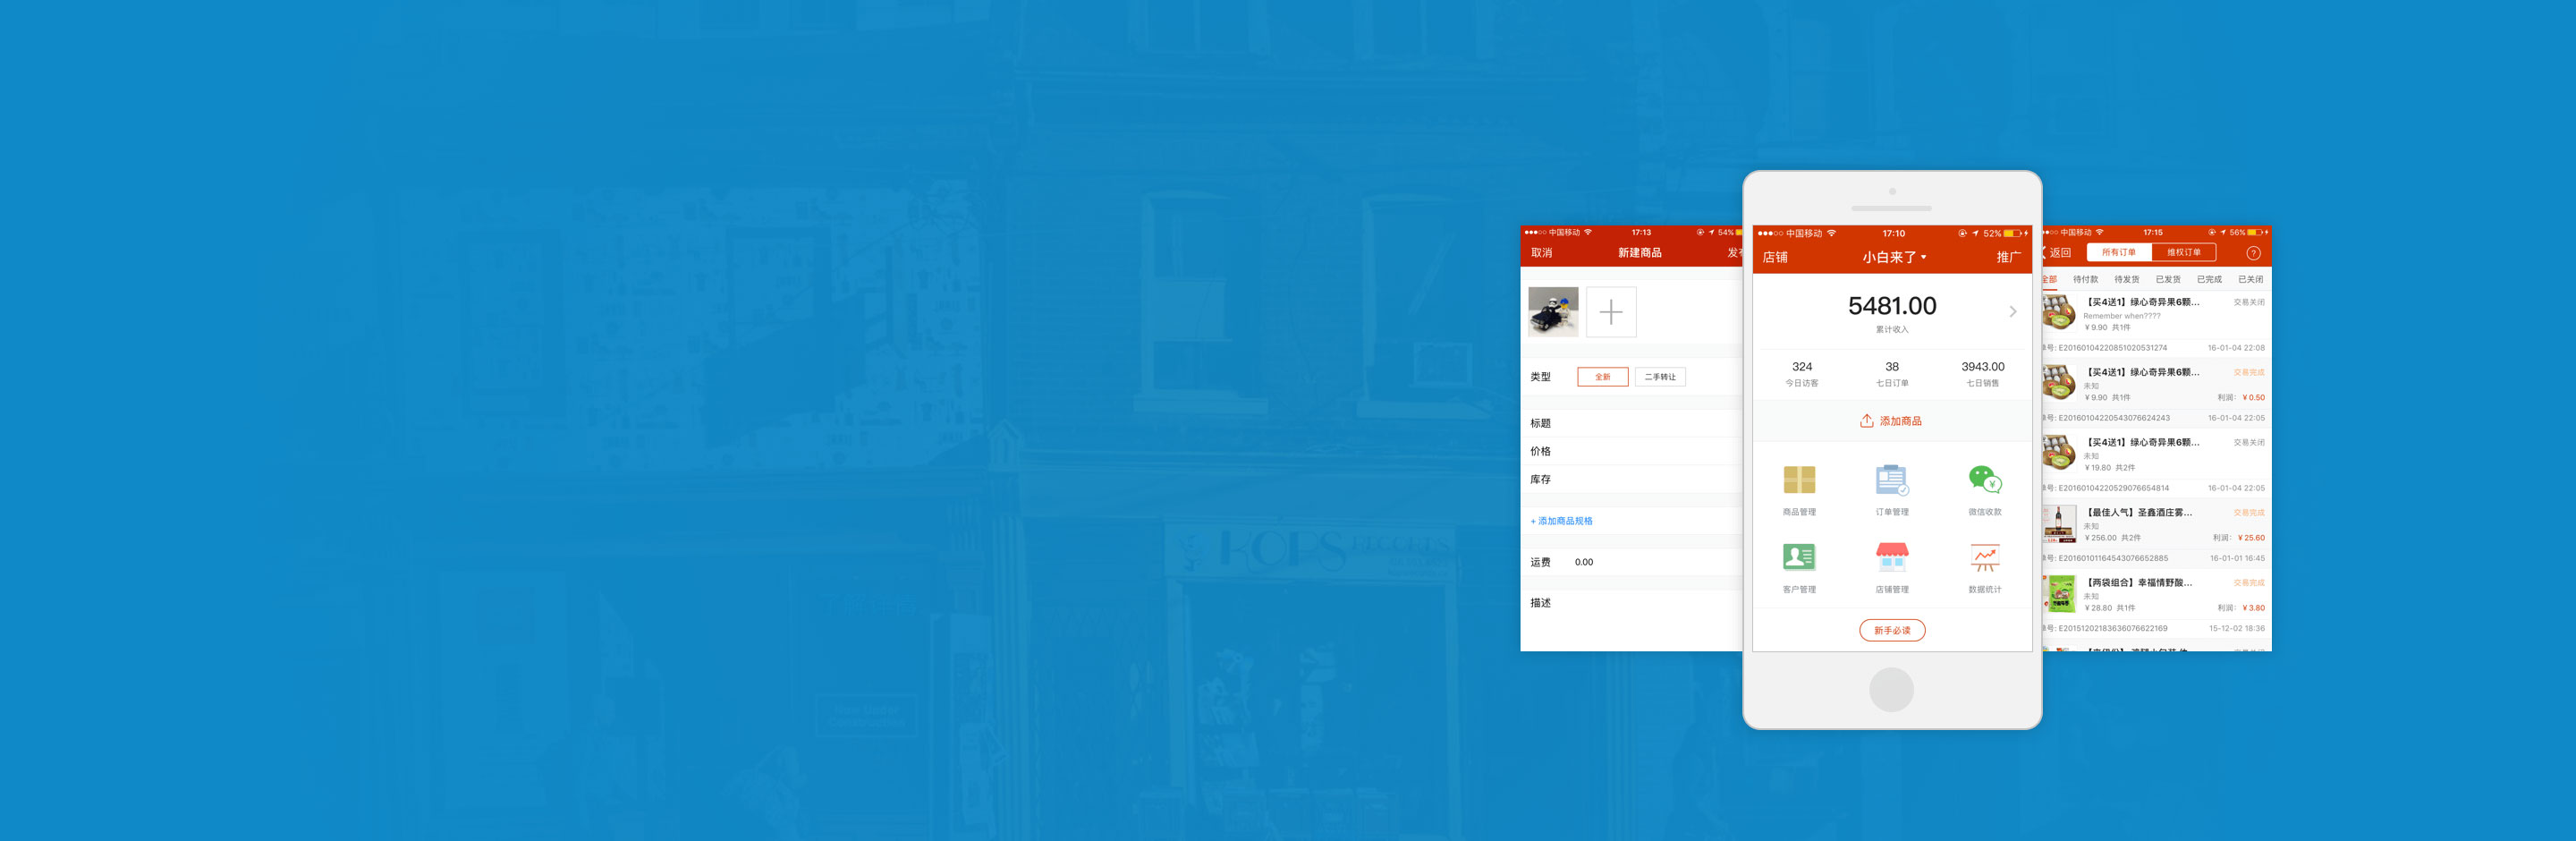 中国移动 17:13 54%
取消 新建商品 发布
类型 全新 二手转让
标题
价格
库存
+ 添加商品规格
运费 0.00
描述
中国移动 17:10 52%
店铺 小白来了 推广
5481.00
累计收入
324 38 3943.00
今日访客 七日订单 七日销售
添加商品
商品管理 订单管理 微信收款
客户管理 店铺管理 数据统计
新手必读
中国移动 17:15 56%
返回 所有订单 维权订单 ?
全部 待付款 待发货 已发货 已完成 已关闭
【买4送1】绿心奇异果6颗... 交易关闭
Remember when????
¥9.90 共1件
单号: E20160104220851020531274 16-01-04 22:08
【买4送1】绿心奇异果6颗... 交易完成
未知
¥9.90 共1件 利润: ¥0.50
单号: E20160104220543076624243 16-01-04 22:05
【买4送1】绿心奇异果6颗... 交易关闭
未知
¥19.80 共2件
单号: E20160104220529076654814 16-01-04 22:05
【最佳人气】圣鑫酒庄雾... 交易完成
未知
¥256.00 共2件 利润: ¥25.60
单号: E20160101164543076652885 16-01-01 16:45
【两袋组合】幸福情野酸... 交易完成
未知
¥28.80 共1件 利润: ¥3.80
单号: E20151202183636076622169 15-12-02 18:36
KOPS